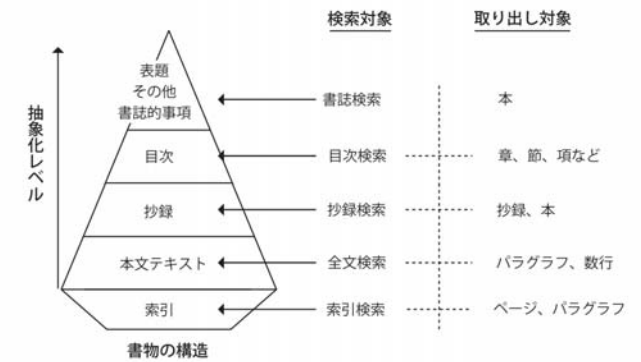 検索対象
取り出し対象
表題
その他
書誌的事項
書誌検索
本
目次
目次検索
章、節、項など
抄録
抄録検索
抄録、本
本文テキスト
全文検索
パラグラフ、数行
索引
索引検索
ページ、パラグラフ
抽象化レベル
書物の構造